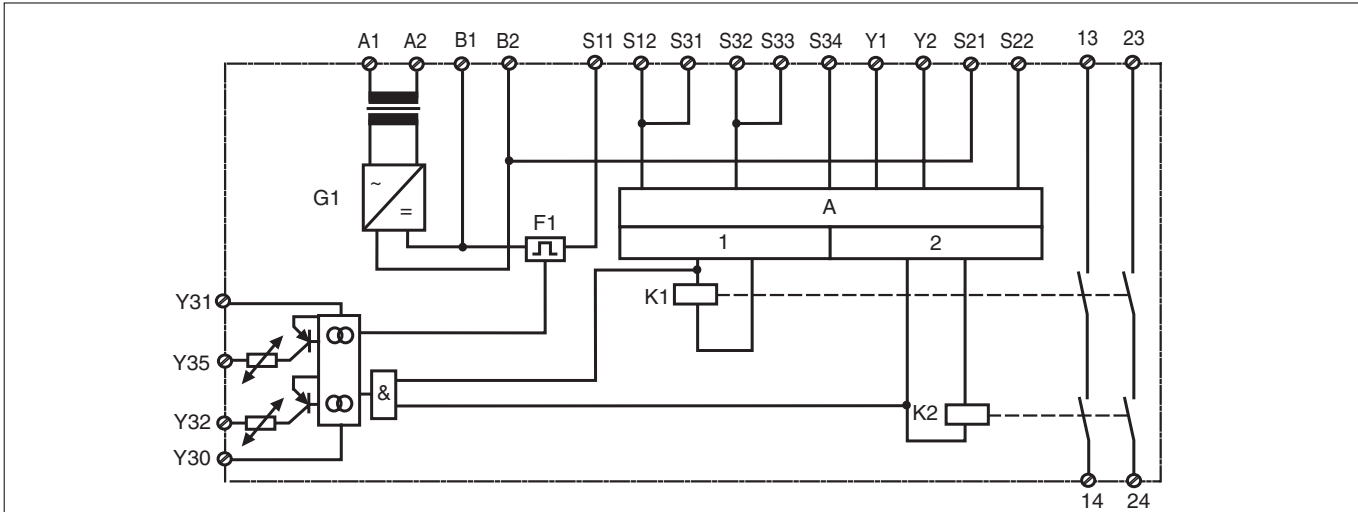 A1 A2 B1 B2 S11 S12 S31 S32 S33 S34 Y1 Y2 S21 S22 13 23
G1
~
=
F1
A
1 2
Y31
K1
Y35
&
Y32
K2
Y30
14 24